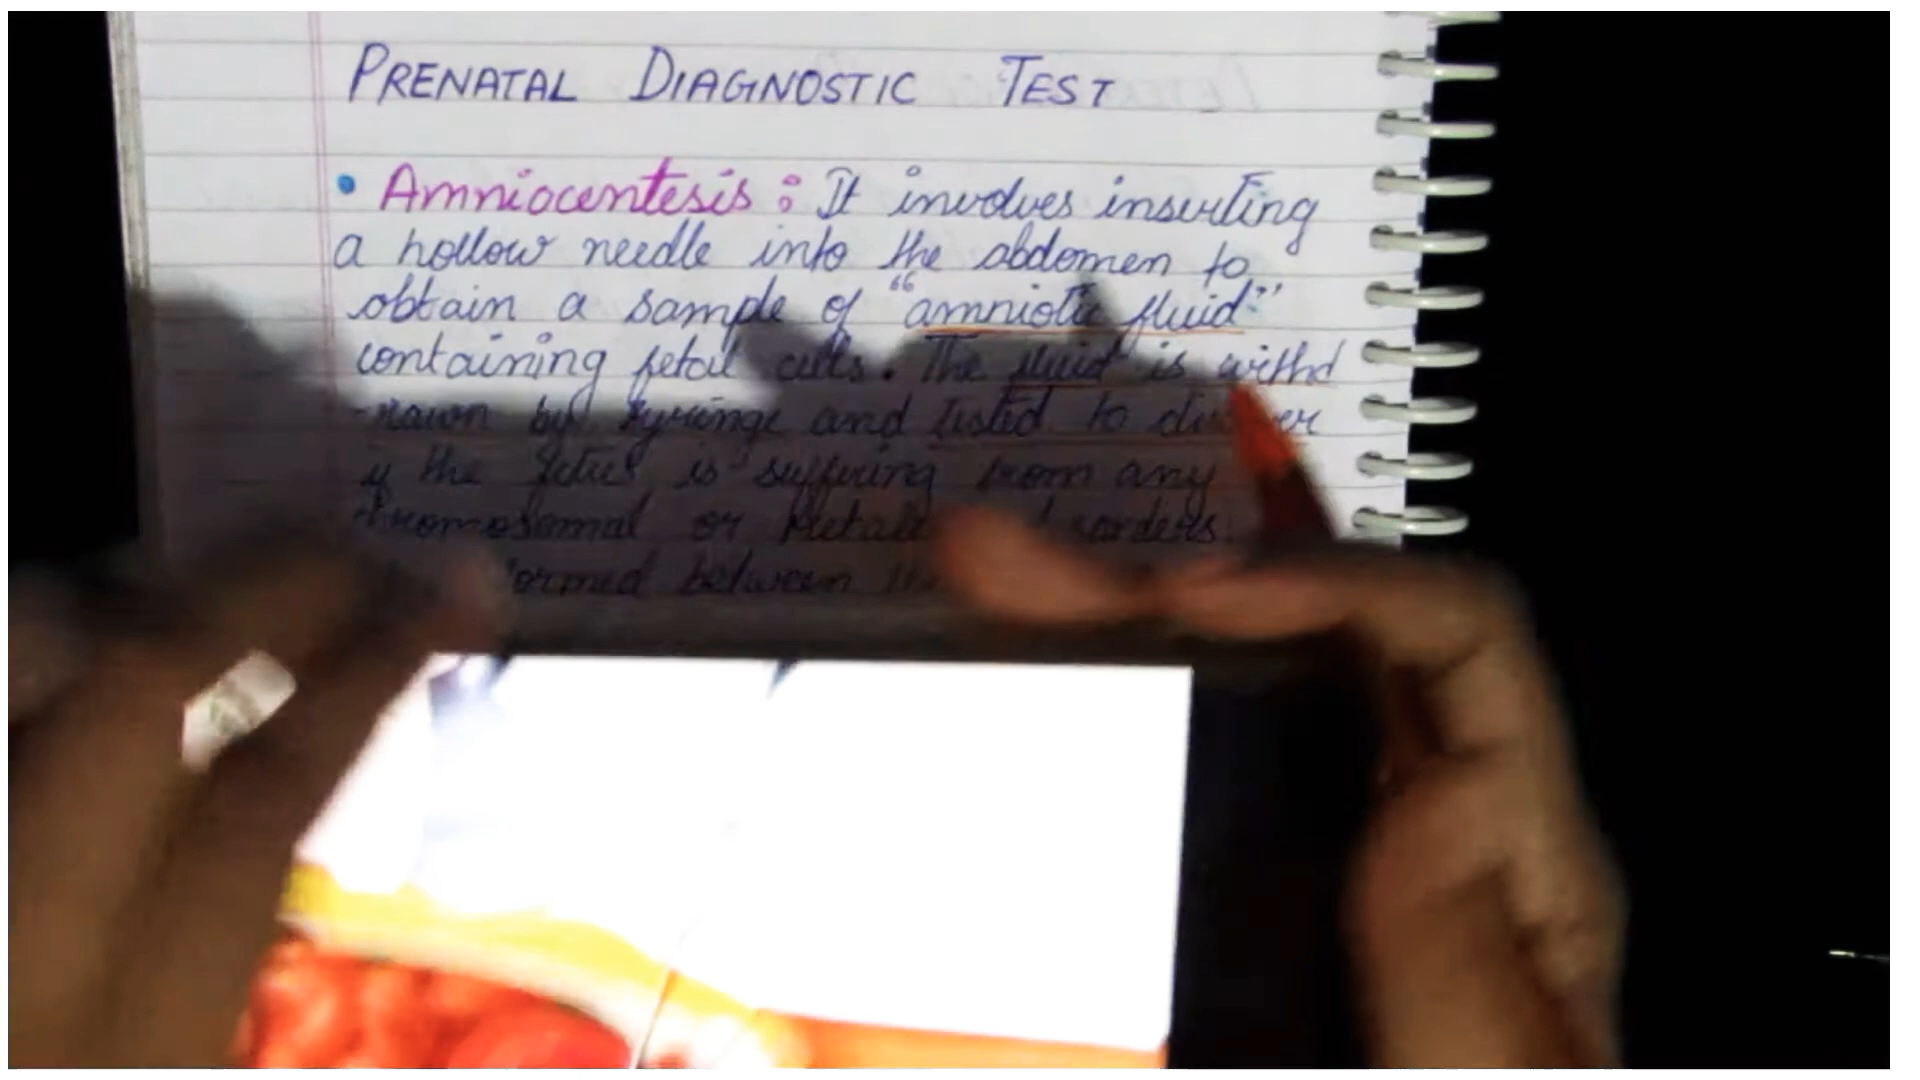 PRENATAL DIAGNOSTIC TEST
• Amniocentesis : It involves inserting
a hollow needle into the abdomen to
obtain a sample of "amniotic fluid"
containing fetal cells. The fluid is withd
-rawn by syringe and tested to
if the fetus is suffering from any
chromosomal or
between